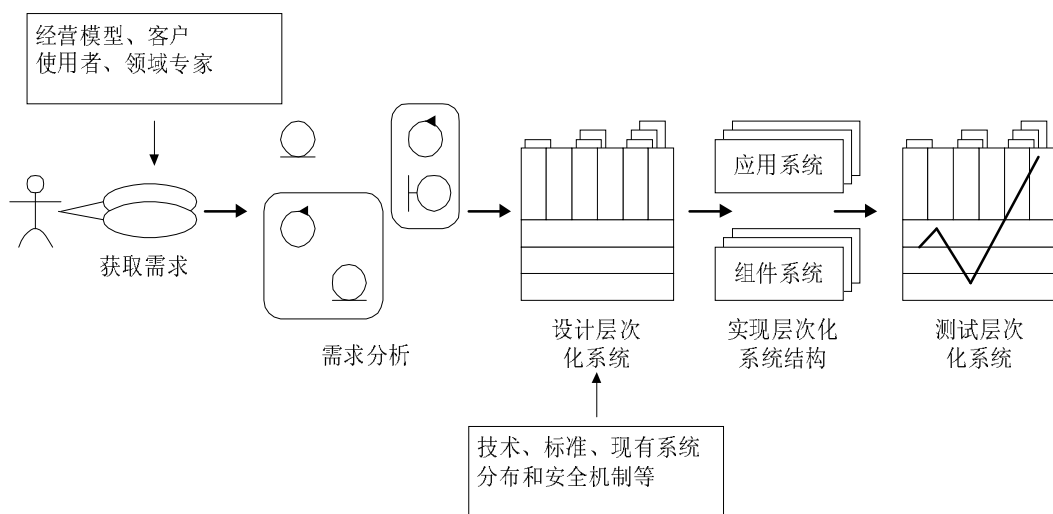 经营模型、客户
使用者、领域专家
获取需求
需求分析
设计层次
化系统
应用系统
组件系统
实现层次化
系统结构
测试层次
化系统
技术、标准、现有系统
分布和安全机制等